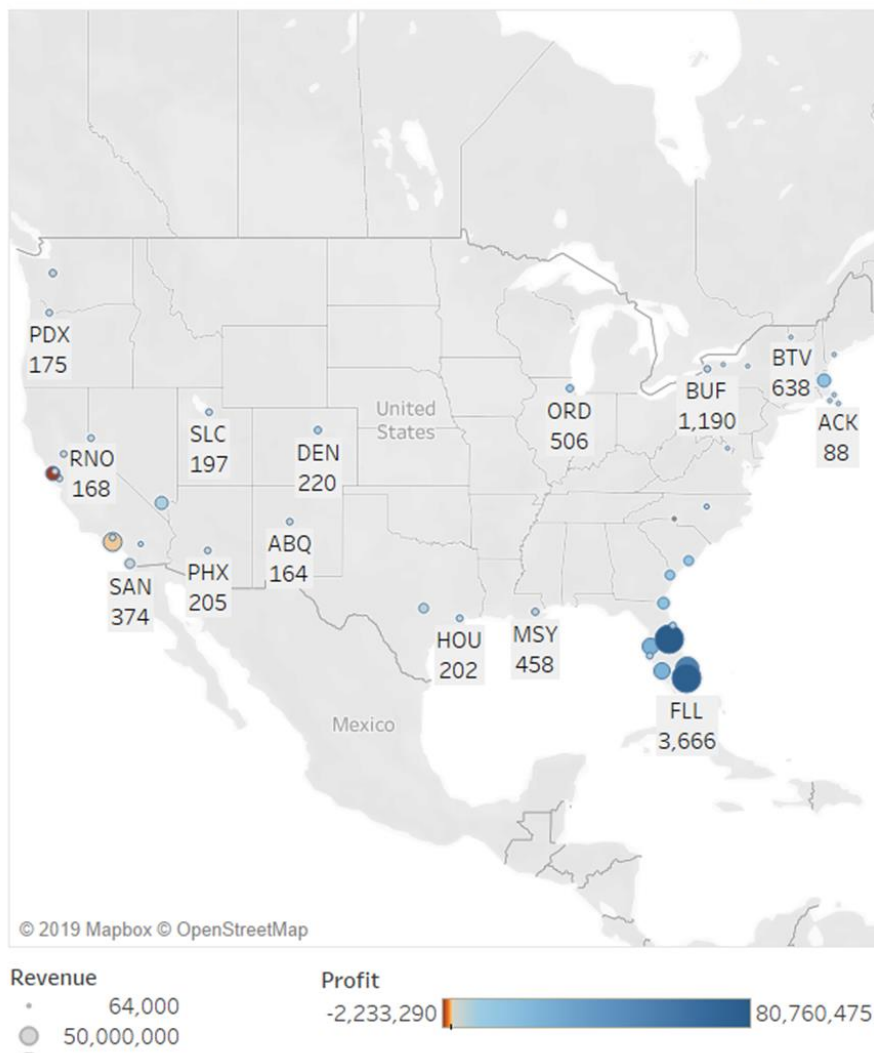 PDX
175
RNO
168
SLC
197
DEN
220
United
States
ORD
506
BUF
1,190
BTV
638
ACK
88
SAN
374
PHX
205
ABQ
164
HOU
202
MSY
458
FLL
3,666
Mexico
© 2019 Mapbox © OpenStreetMap
Revenue
64,000
50,000,000
Profit
-2,233,290
80,760,475